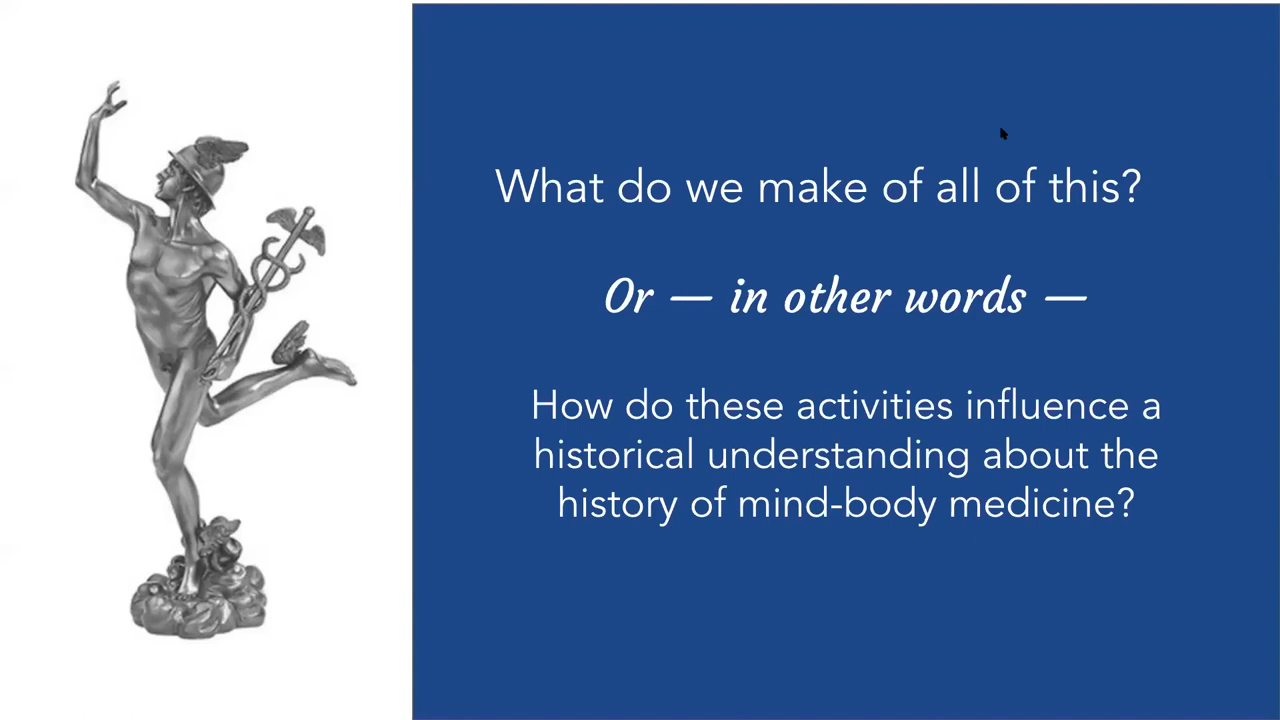 What do we make of all of this?
Or — in other words —
How do these activities influence a
historical understanding about the
history of mind-body medicine?